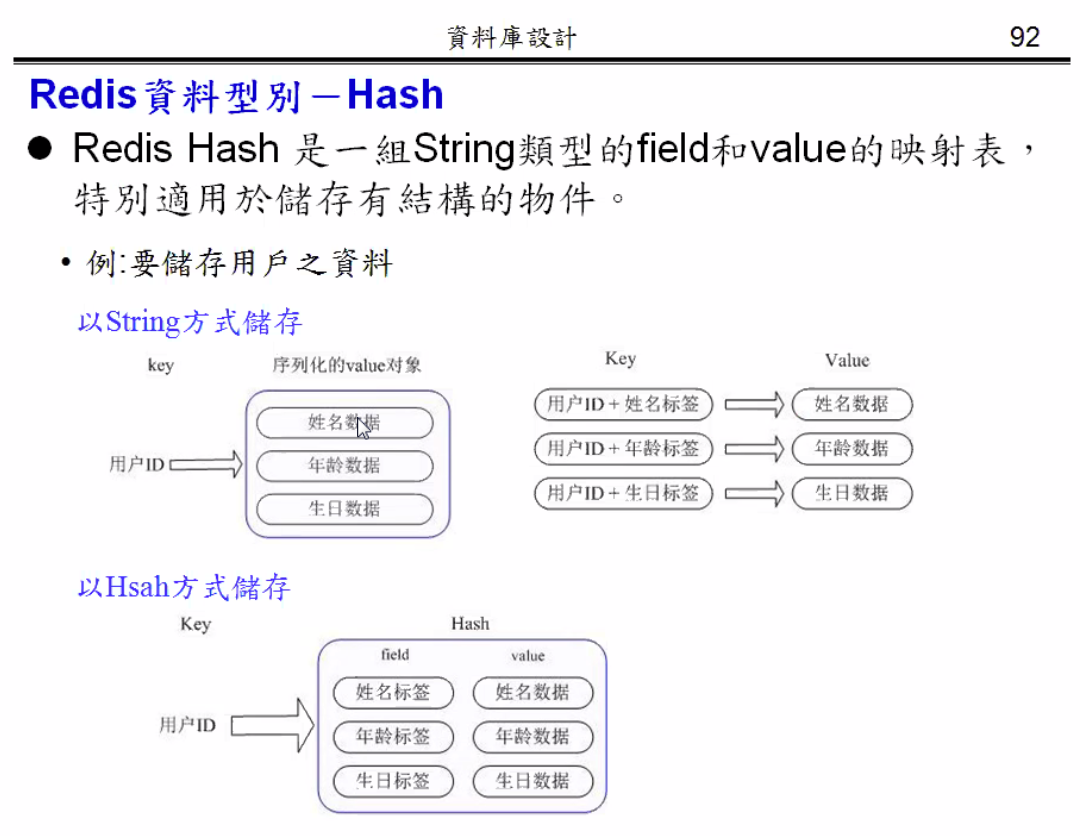 資料庫設計 92
Redis資料型別－Hash
● Redis Hash 是一組String類型的field和value的映射表，
特別適用於儲存有結構的物件。
• 例:要儲存用戶之資料
以String方式儲存
key 序列化的value对象
用户ID
姓名数据
年龄数据
生日数据
Key Value
用户ID + 姓名标签 姓名数据
用户ID + 年龄标签 年龄数据
用户ID + 生日标签 生日数据
以Hsah方式儲存
Key Hash
field value
用户ID
姓名标签 姓名数据
年龄标签 年龄数据
生日标签 生日数据